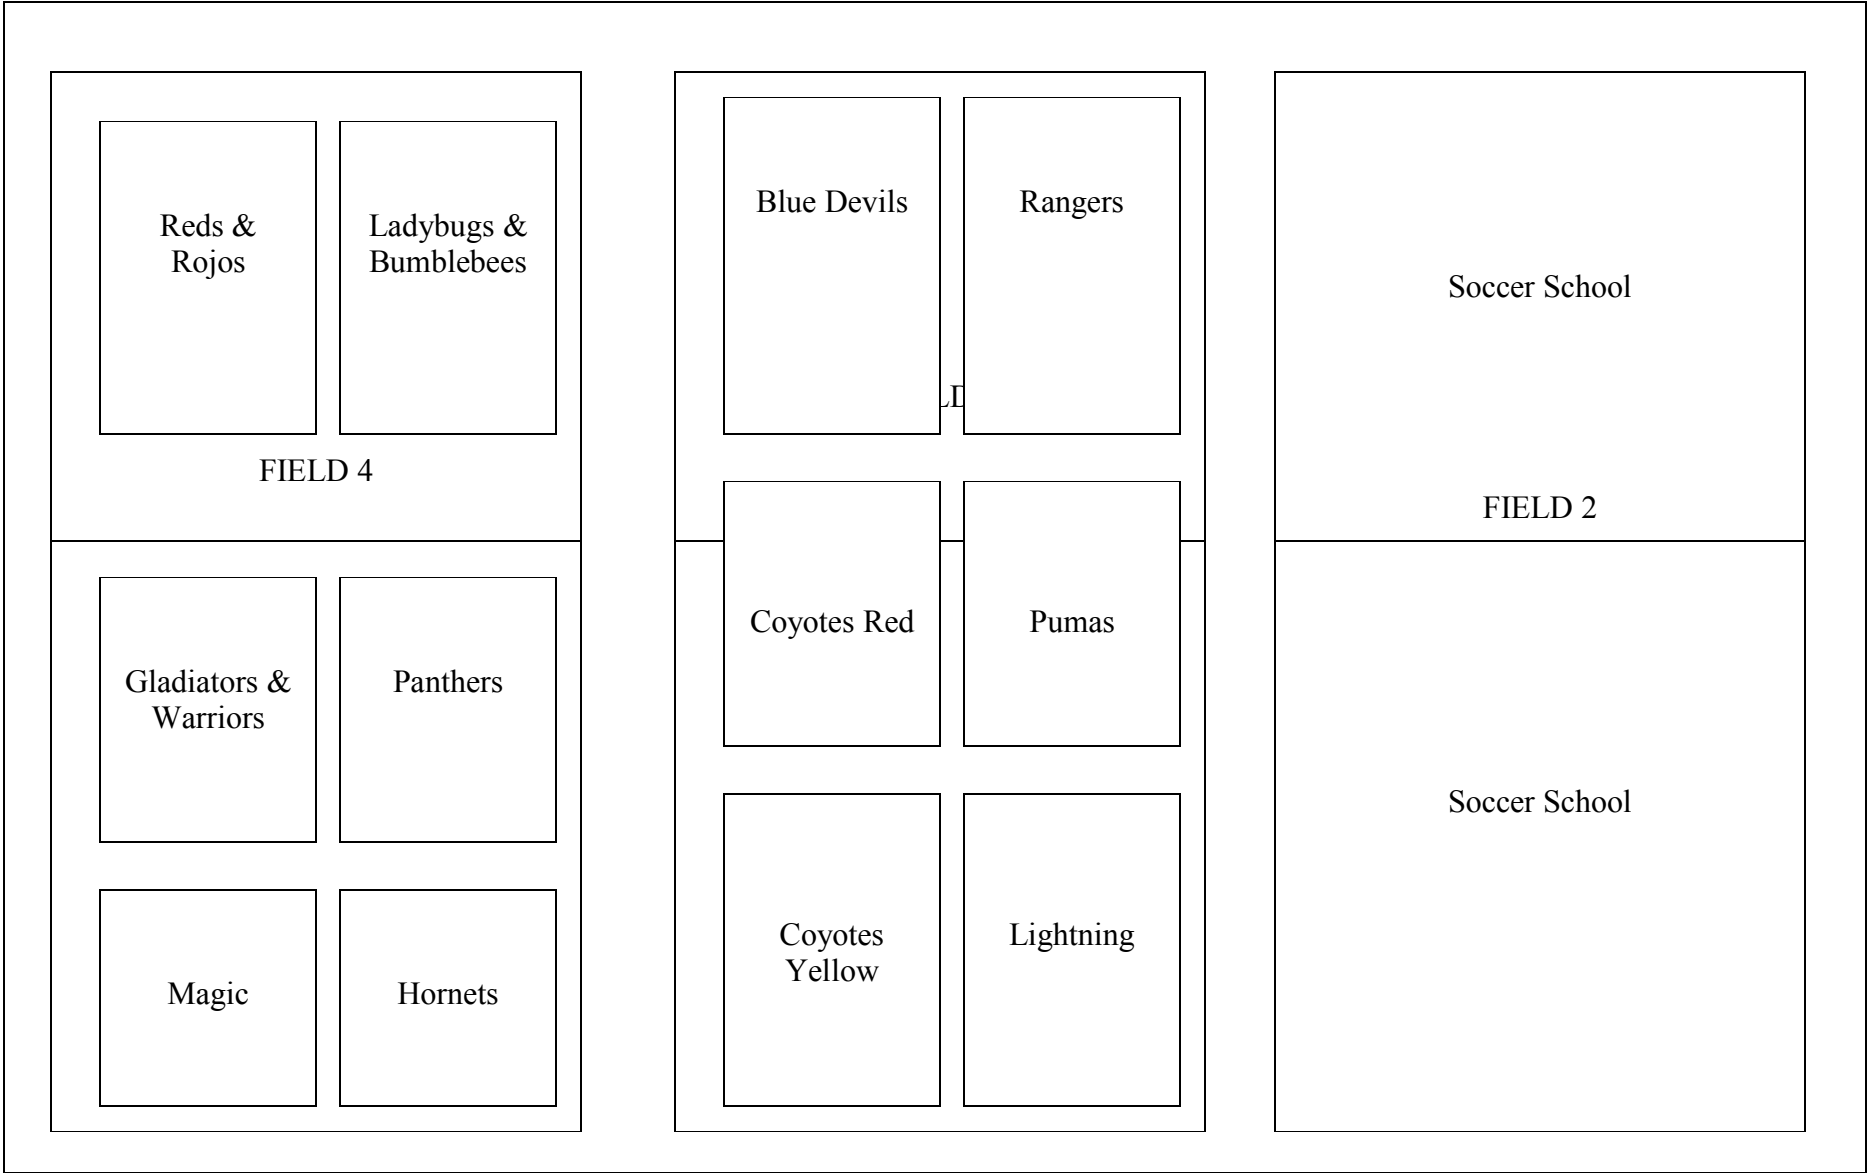 Reds &
Rojos
Ladybugs &
Bumblebees
FIELD 4
Gladiators &
Warriors
Panthers
Magic
Hornets
Blue Devils
Rangers
Coyotes Red
Pumas
Coyotes
Yellow
Lightning
Soccer School
FIELD 2
Soccer School